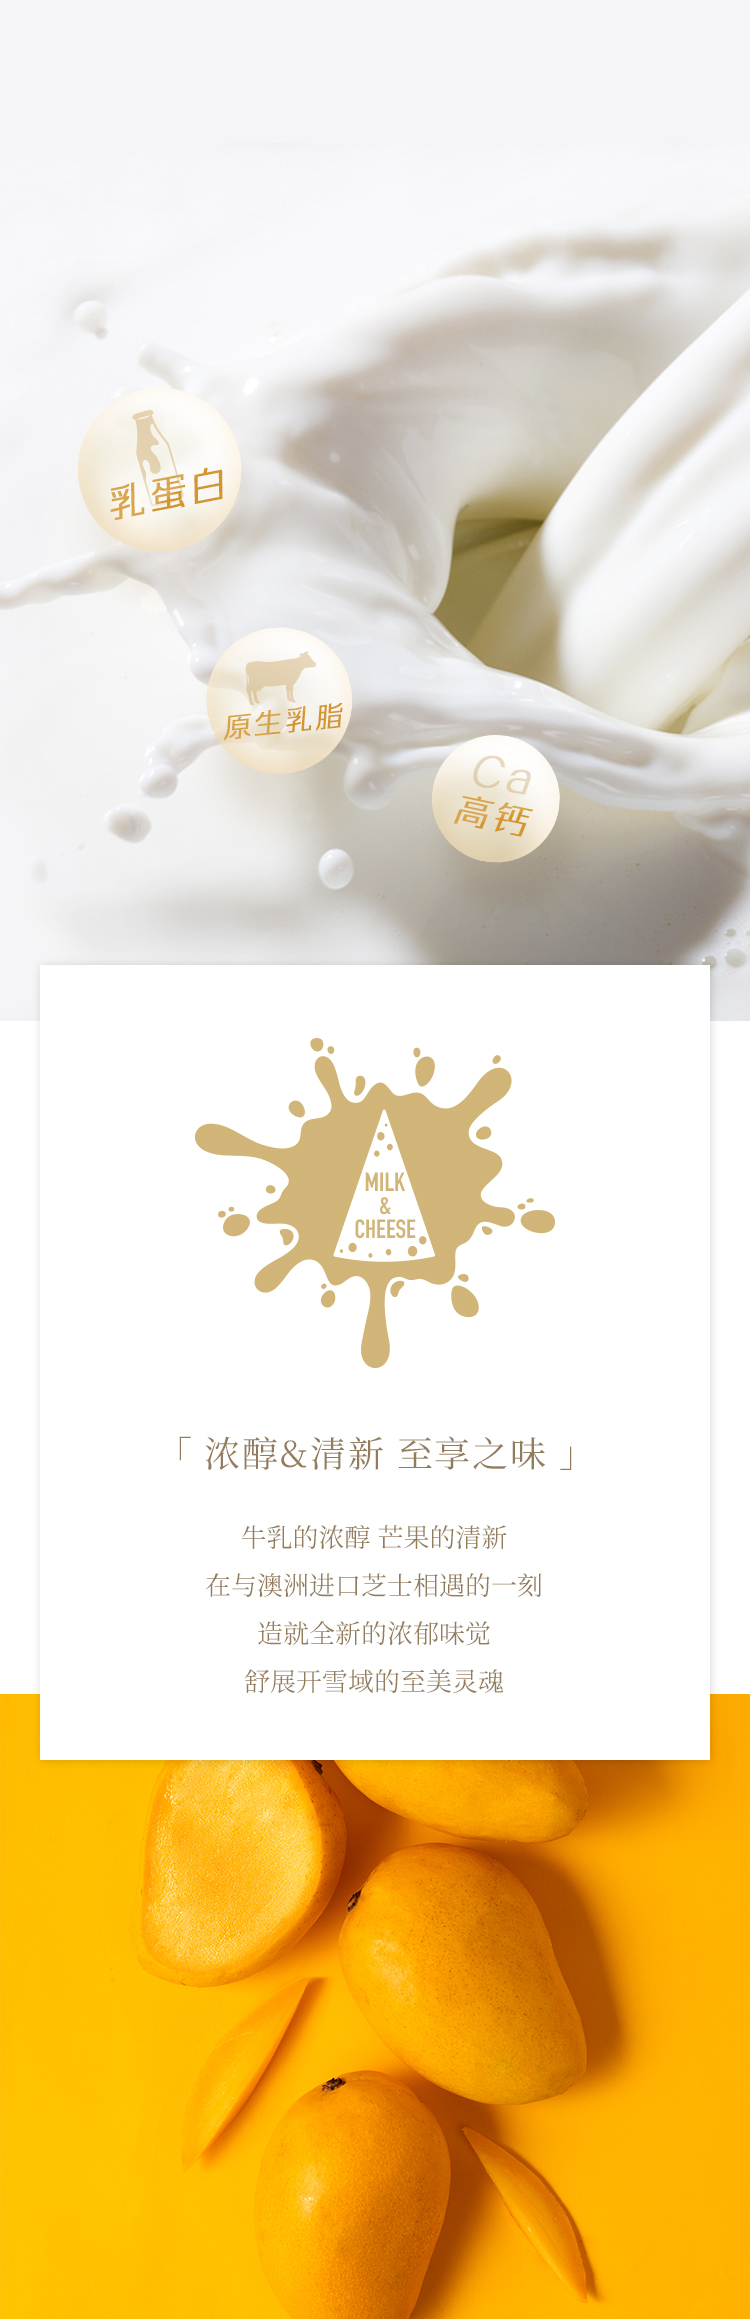 乳蛋白
原生乳脂
Ca
高钙
MILK
&
CHEESE
「 浓醇&清新 至享之味 」
牛乳的浓醇 芒果的清新
在与澳洲进口芝士相遇的一刻
造就全新的浓郁味觉
舒展开雪域的至美灵魂